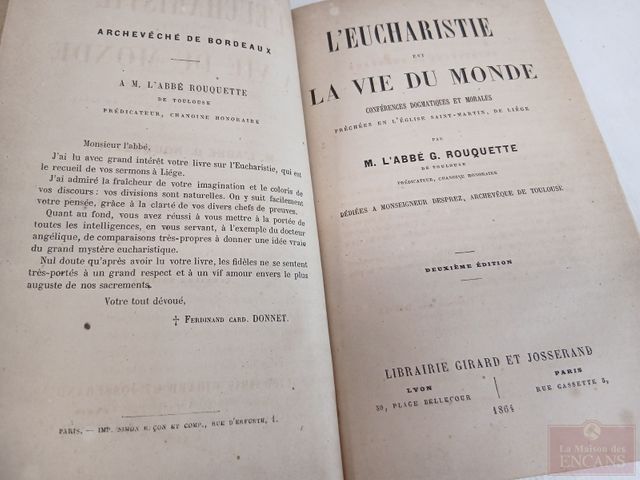 ARCHEVÊCHÉ DE BORDEAUX
A M. L'ABBÉ ROUQUETTE
DE TOULOUSE
PRÉDICATEUR, CHANOINE HONORAIRE
Monsieur l'abbé,
J'ai lu avec grand intérêt votre livre sur l'Eucharistie, qui est
le recueil de vos sermons à Liége.
J'ai admiré la fraîcheur de votre imagination et le coloris de
vos discours : vos divisions sont naturelles. On y suit facilement
votre pensée, grâce à la clarté de vos divers chefs de preuves.
Quant au fond, vous avez réussi à vous mettre à la portée de
toutes les intelligences, en vous servant, à l'exemple du docteur
angélique, de comparaisons très-propres à donner une idée vraie
du grand mystère eucharistique.
Nul doute qu'après avoir lu votre livre, les fidèles ne se sentent
très-portés à un grand respect et à un vif amour envers le plus
auguste de nos sacrements.
Votre tout dévoué,
† FERDINAND CARD. DONNET.
PARIS. — IMP. SIMON RAÇON ET COMP., RUE D'ERFURTH, 1.
L'EUCHARISTIE
EST
LA VIE DU MONDE
CONFÉRENCES DOGMATIQUES ET MORALES
PRÊCHÉES EN L'ÉGLISE SAINT-MARTIN, DE LIÉGE
PAR
M. L'ABBÉ G. ROUQUETTE
DE TOULOUSE
PRÉDICATEUR, CHANOINE HONORAIRE
DÉDIÉES A MONSEIGNEUR DESPREZ, ARCHEVÊQUE DE TOULOUSE
DEUXIÈME ÉDITION
LIBRAIRIE GIRARD ET JOSSERAND
LYON
30, PLACE BELLECOUR
PARIS
RUE CASSETTE 5,
1864
La Maison des
ENCANS